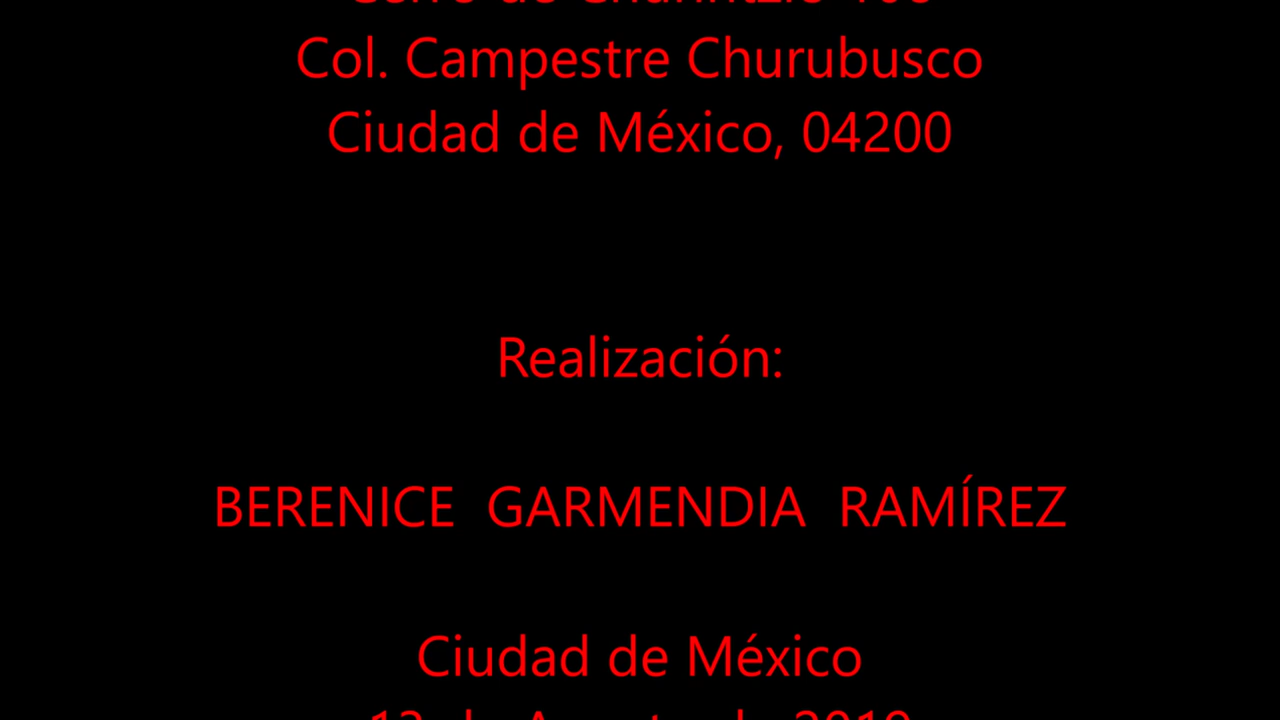 Col. Campestre Churubusco
Ciudad de México, 04200
Realización:
BERENICE GARMENDIA RAMÍREZ
Ciudad de México